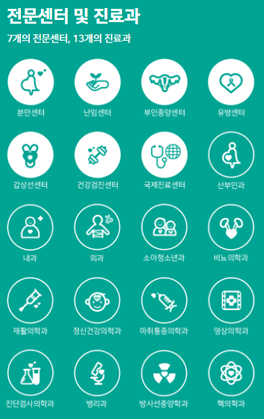 전문센터 및 진료과
7개의 전문센터, 13개의 진료과
분만센터 난임센터 부인종양센터 유방센터
갑상선센터 건강검진센터 국제진료센터 산부인과
내과 외과 소아청소년과 비뇨의학과
재활의학과 정신건강의학과 마취통증의학과 영상의학과
진단검사의학과 병리과 방사선종양학과 핵의학과